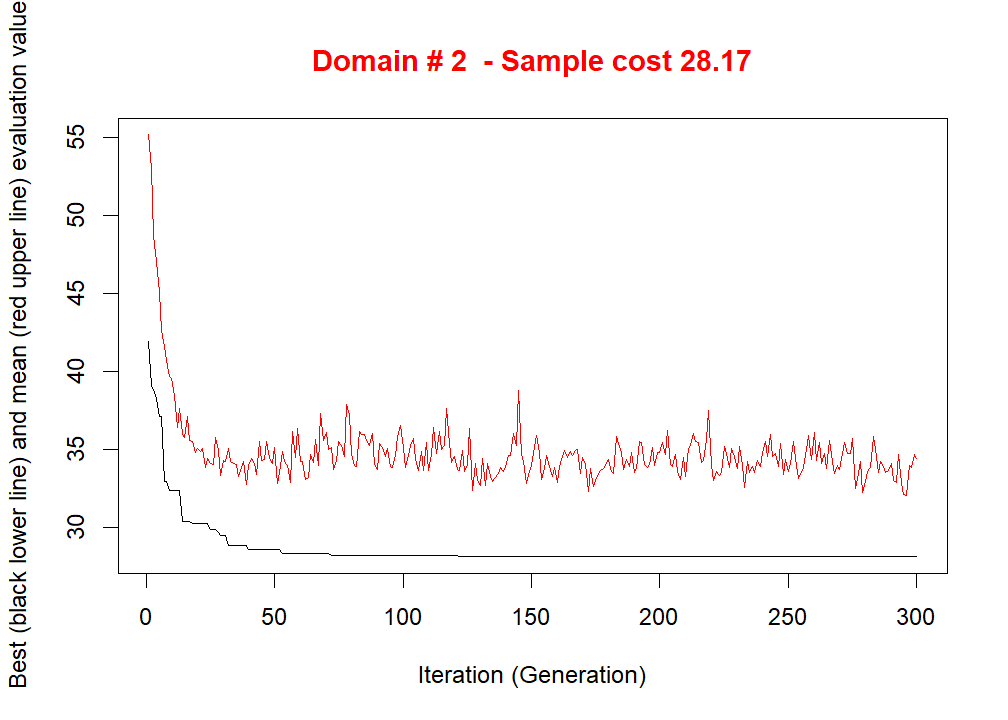 Domain # 2  - Sample cost 28.17
Best (black lower line) and mean (red upper line) evaluation value
55
50
45
40
35
30
0 50 100 150 200 250 300
Iteration (Generation)